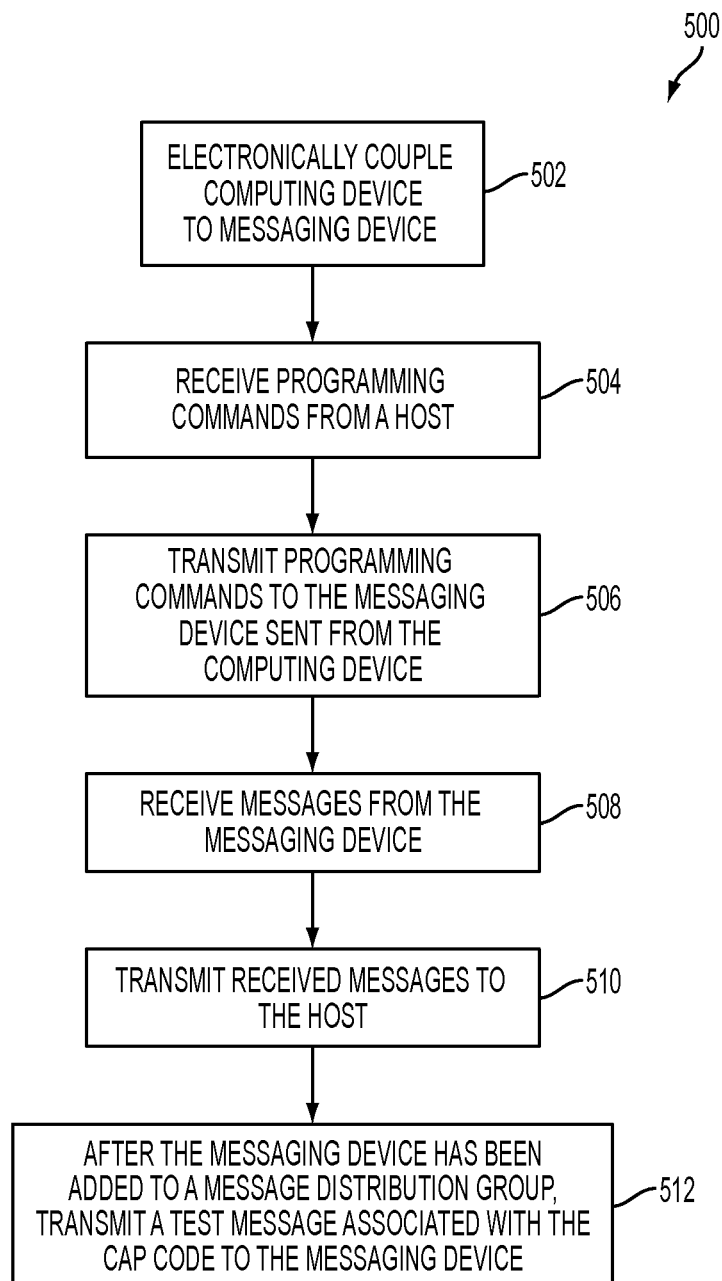 500
ELECTRONICALLY COUPLE
COMPUTING DEVICE
TO MESSAGING DEVICE
502
RECEIVE PROGRAMMING
COMMANDS FROM A HOST
504
TRANSMIT PROGRAMMING
COMMANDS TO THE MESSAGING
DEVICE SENT FROM THE
COMPUTING DEVICE
506
RECEIVE MESSAGES FROM THE
MESSAGING DEVICE
508
TRANSMIT RECEIVED MESSAGES TO
THE HOST
510
AFTER THE MESSAGING DEVICE HAS BEEN
ADDED TO A MESSAGE DISTRIBUTION GROUP,
TRANSMIT A TEST MESSAGE ASSOCIATED WITH THE
CAP CODE TO THE MESSAGING DEVICE
512